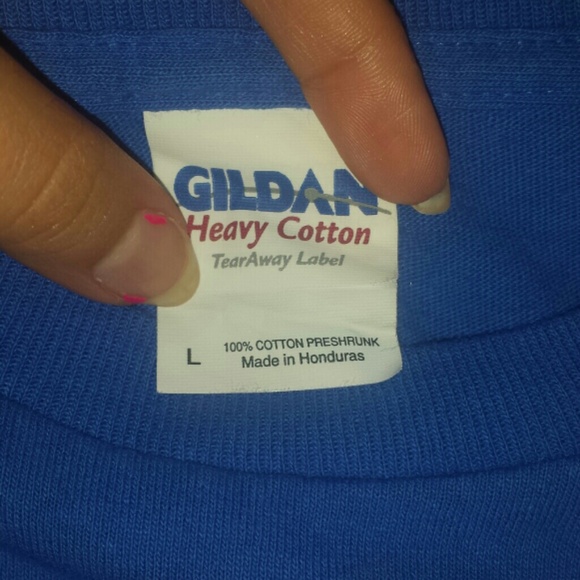 GILDAN
Heavy Cotton
TearAway Label
L 100% COTTON PRESHRUNK
Made in Honduras